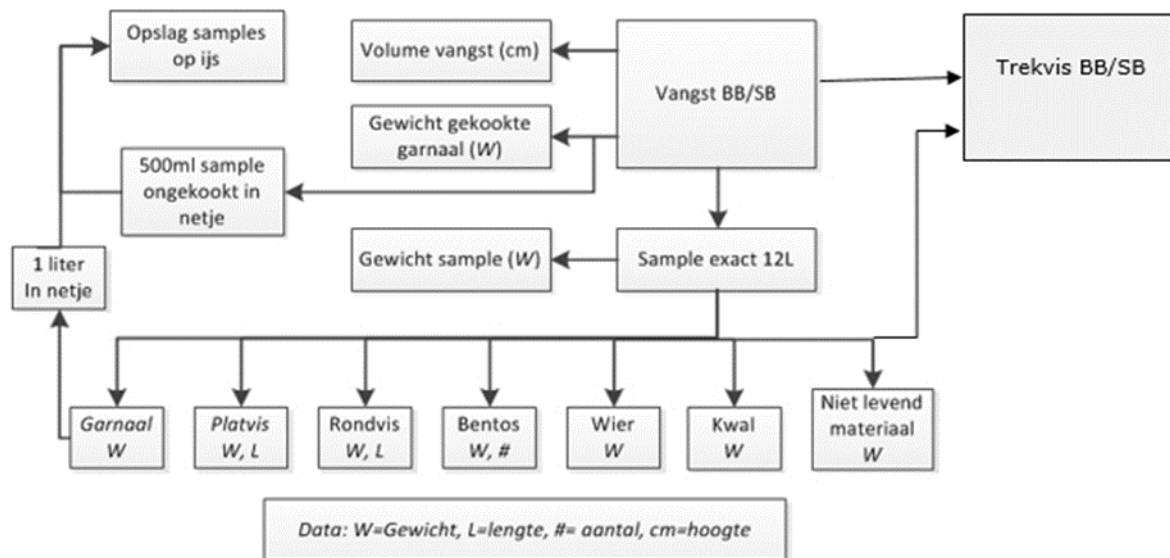 Opslag samples
op ijs
Volume vangst (cm)
Vangst BB/SB
Trekvis BB/SB
Gewicht gekookte
garnaal (W)
500ml sample
ongekookt in
netje
Gewicht sample (W)
Sample exact 12L
1 liter
In netje
Garnaal
W
Platvis
W, L
Rondvis
W, L
Bentos
W, #
Wier
W
Kwal
W
Niet levend
materiaal
W
Data: W=Gewicht, L=lengte, #= aantal, cm=hoogte